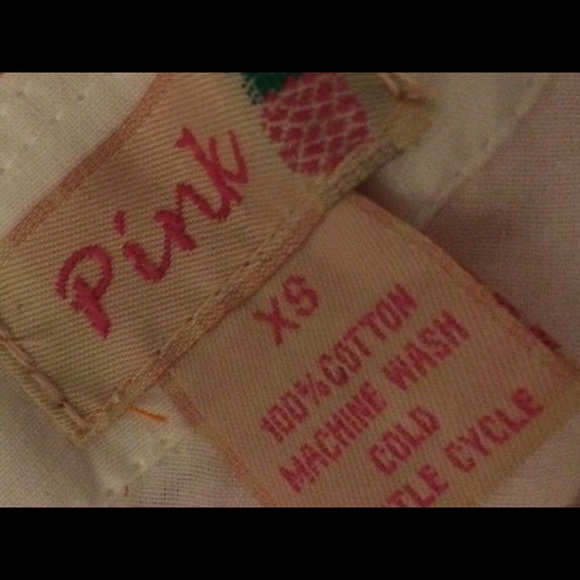 Pink
XS
100% COTTON
MACHINE WASH
COLD
TLE CYCLE